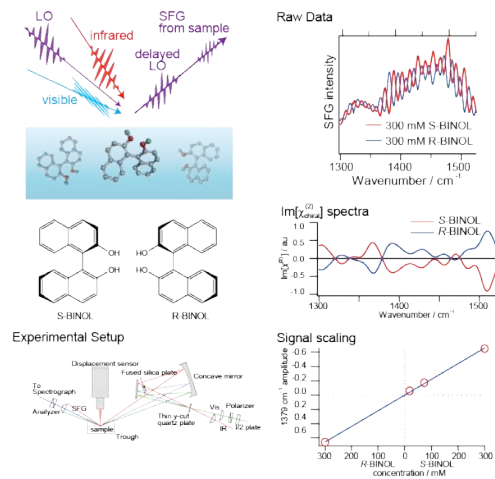 LO
infrared
SFG
from sample
delayed
LO
visible
OH
OH
HO
HO
S-BINOL
R-BINOL
Experimental Setup
Displacement sensor
Fused silica plate
Concave mirror
To
Spectrograph
Analyzer
SFG
sample
Trough
Thin y-cut
quartz plate
Vis
IR
Polarizer
λ/2 plate
Raw Data
SFG intensity
300 mM S-BINOL
300 mM R-BINOL
1300 1400 1500
Wavenumber / cm⁻¹
Im[χ(2)chiral] spectra
S-BINOL
R-BINOL
Im[χ(2)] / au
1.0
0.5
0.0
-0.5
-1.0
1300 1400 1500
Wavenumber / cm⁻¹
Signal scaling
1379 cm⁻¹ amplitude
-0.6
-0.4
0.2
0.0
0.2
0.4
0.6
300 200 100 0 100 200 300
R-BINOL S-BINOL
concentration / mM